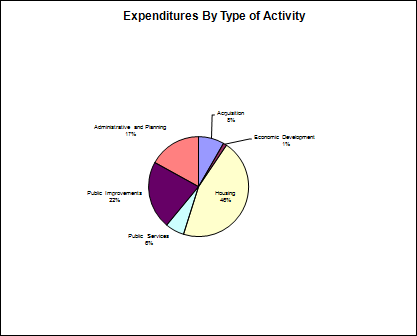 Expenditures By Type of Activity
Acquisition
8%
Economic Development
1%
Administrative and Planning
17%
Housing
46%
Public Improvements
22%
Public Services
6%